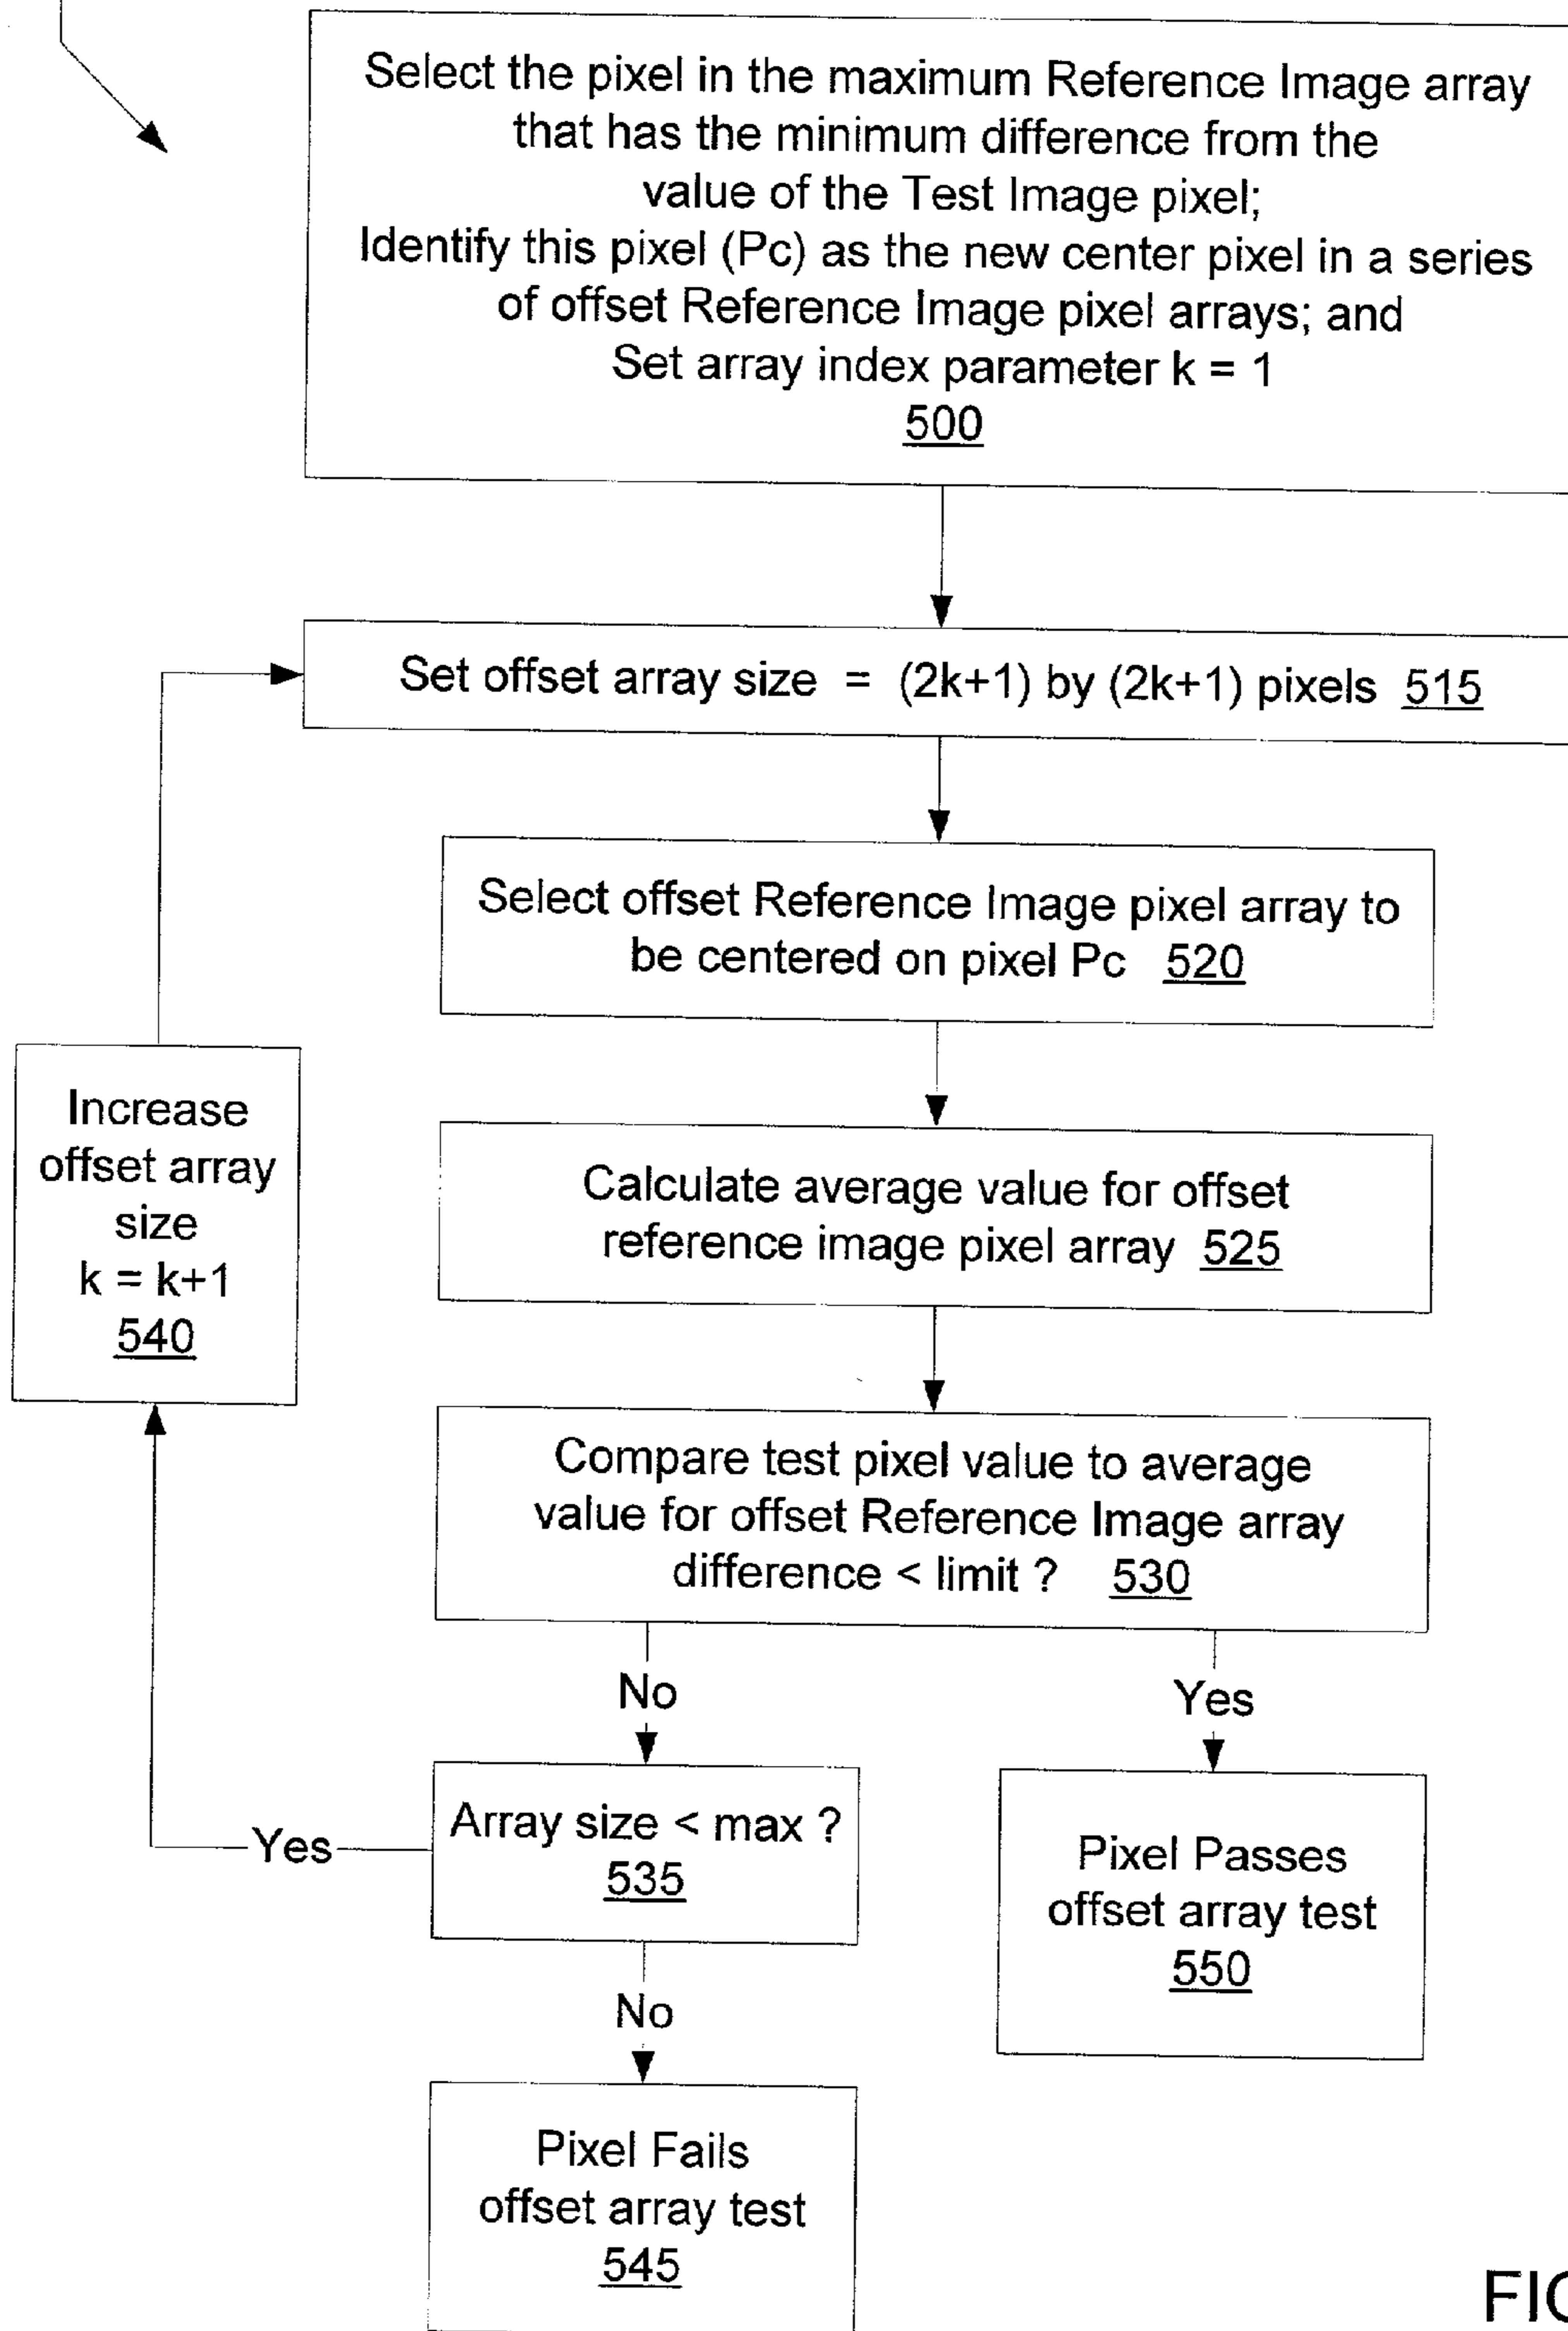 Select the pixel in the maximum Reference Image array
that has the minimum difference from the
value of the Test Image pixel;
Identify this pixel (Pc) as the new center pixel in a series
of offset Reference Image pixel arrays; and
Set array index parameter k = 1
500
Set offset array size = (2k+1) by (2k+1) pixels 515
Select offset Reference Image pixel array to
be centered on pixel Pc 520
Increase
offset array
size
k = k+1
540
Calculate average value for offset
reference image pixel array 525
Compare test pixel value to average
value for offset Reference Image array
difference < limit ? 530
No
Yes
Array size < max ?
535
Yes
Pixel Passes
offset array test
550
No
Pixel Fails
offset array test
545